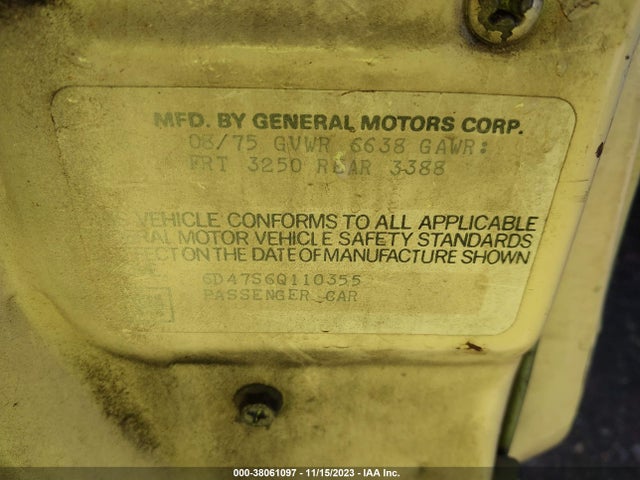 MFD. BY GENERAL MOTORS CORP.
08/75 GVWR 6638 GAWR:
FRT 3250 REAR 3388
VEHICLE CONFORMS TO ALL APPLICABLE
MOTOR VEHICLE SAFETY STANDARDS
ON THE DATE OF MANUFACTURE SHOWN
6D47S6Q110355
PASSENGER CAR
000-38061097 - 11/15/2023 - IAA Inc.